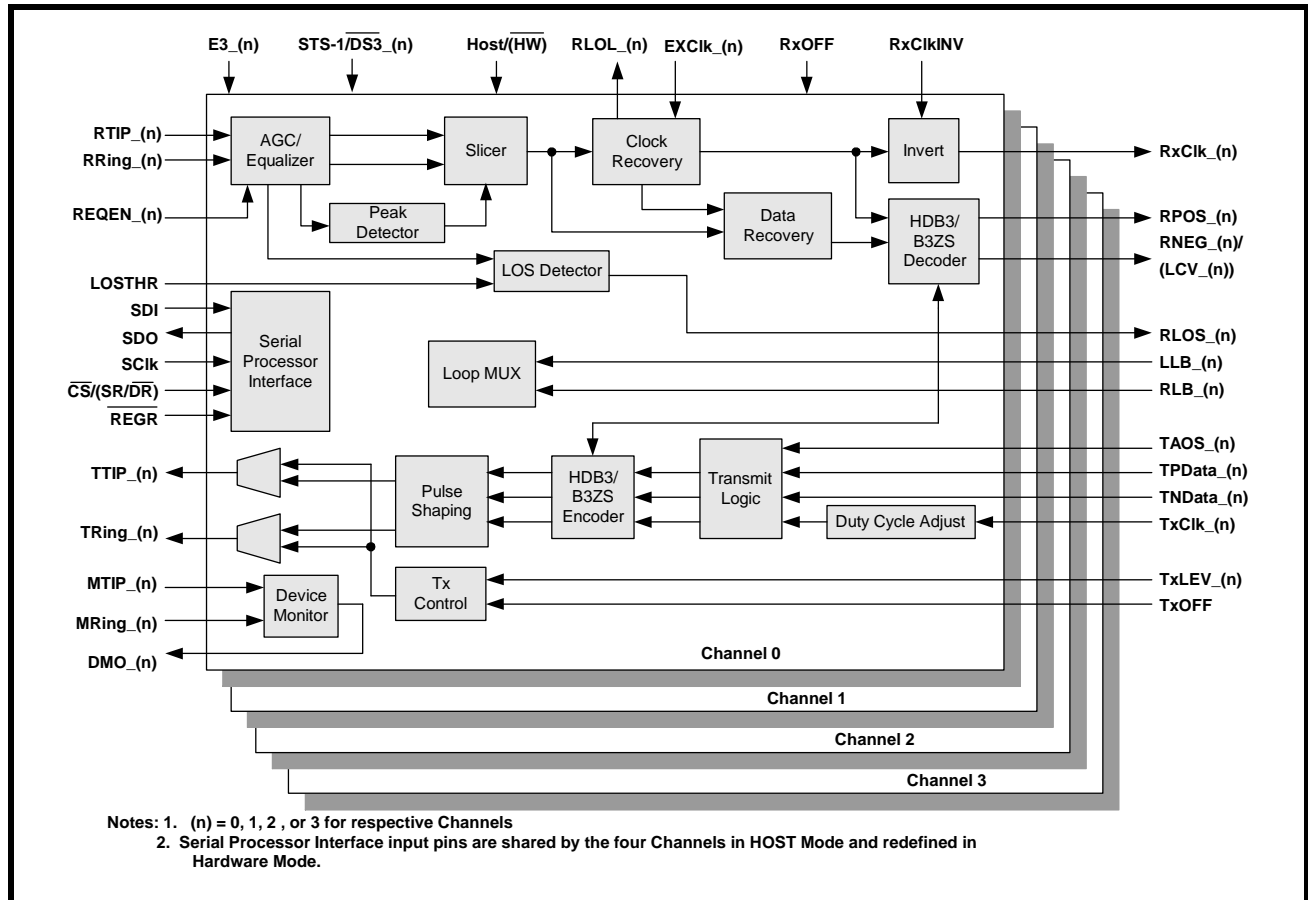 E3_(n)
STS-1/DS3_(n)
Host/(HW)
RLOL_(n)
EXClk_(n)
RxOFF
RxClkINV
RTIP_(n)
RRing_(n)
REQEN_(n)
LOSTHR
SDI
SDO
SClk
CS/(SR/DR)
REGR
TTIP_(n)
TRing_(n)
MTIP_(n)
MRing_(n)
DMO_(n)
AGC/
Equalizer
Slicer
Clock
Recovery
Invert
Peak
Detector
Data
Recovery
HDB3/
B3ZS
Decoder
LOS Detector
Serial
Processor
Interface
Loop MUX
Pulse
Shaping
HDB3/
B3ZS
Encoder
Transmit
Logic
Duty Cycle Adjust
Tx
Control
Device
Monitor
RxClk_(n)
RPOS_(n)
RNEG_(n)/
(LCV_(n))
RLOS_(n)
LLB_(n)
RLB_(n)
TAOS_(n)
TPData_(n)
TNData_(n)
TxClk_(n)
TxLEV_(n)
TxOFF
Channel 0
Channel 1
Channel 2
Channel 3
Notes: 1. (n) = 0, 1, 2 , or 3 for respective Channels
2. Serial Processor Interface input pins are shared by the four Channels in HOST Mode and redefined in
Hardware Mode.